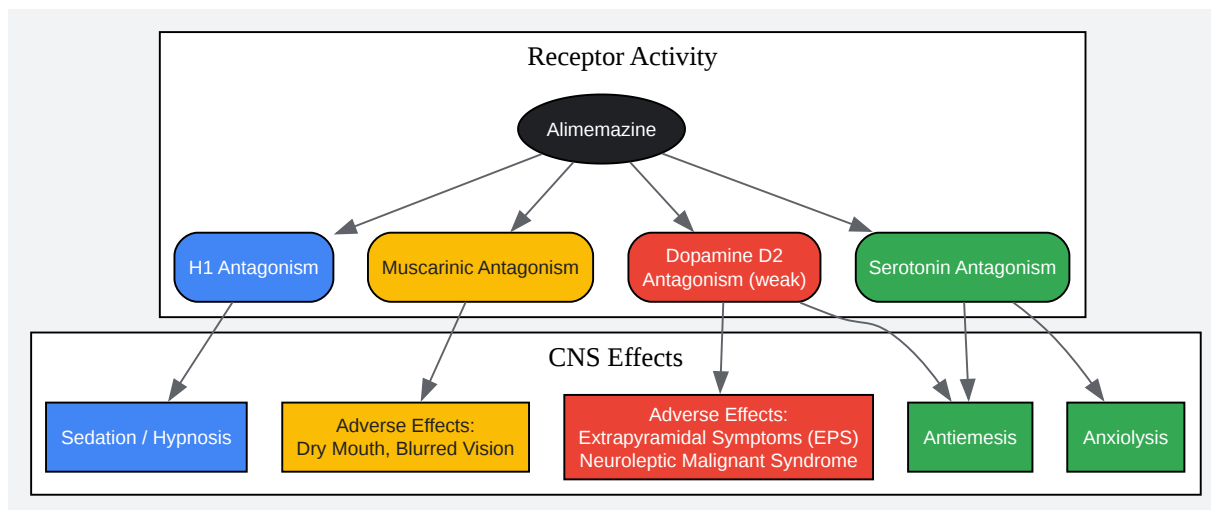 Receptor Activity
Alimemazine
H1 Antagonism
Muscarinic Antagonism
Dopamine D2
Antagonism (weak)
Serotonin Antagonism
CNS Effects
Sedation / Hypnosis
Adverse Effects:
Dry Mouth, Blurred Vision
Adverse Effects:
Extrapyramidal Symptoms (EPS)
Neuroleptic Malignant Syndrome
Antiemesis
Anxiolysis